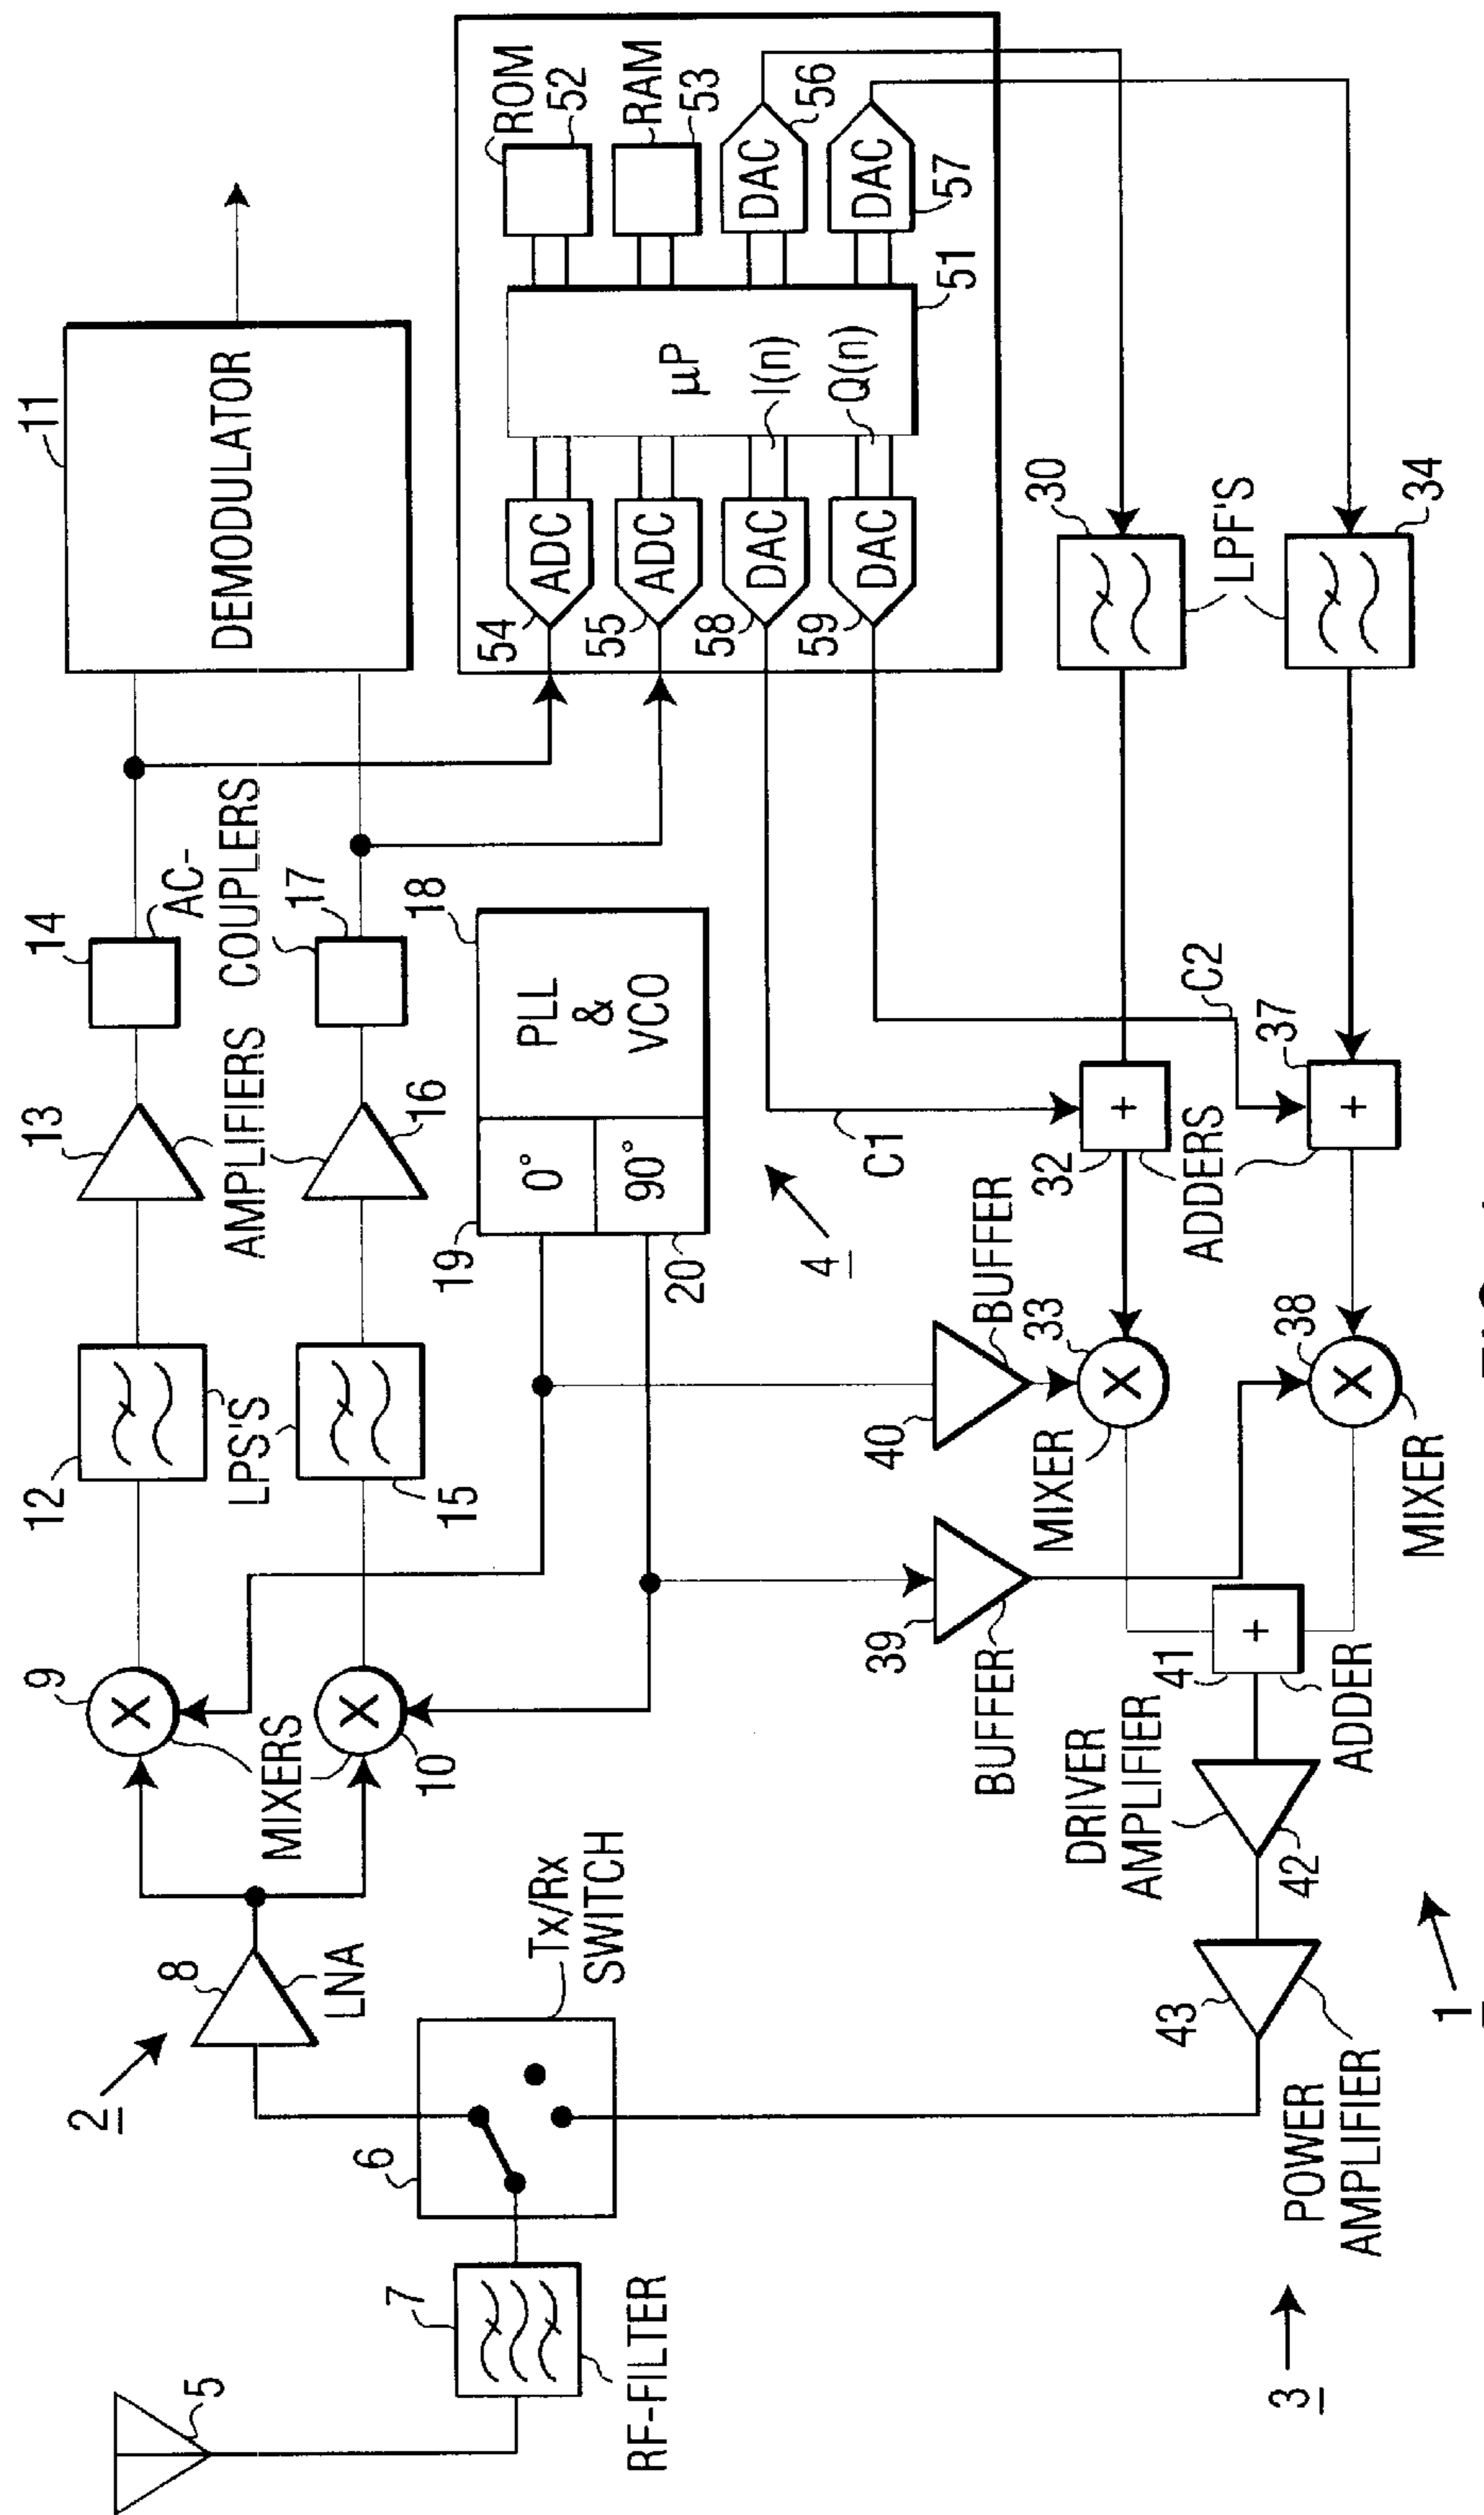 11
DEMODULATOR
14
AC-
COUPLERS
17
13
AMPLIFIERS
16
12
LPS'S
15
9
MIXERS
10
8
LNA
2
18
PLL
&
VCO
19
0°
90°
20
ROM
52
RAM
53
DAC
56
DAC
57
51
µP
I(n)
Q(n)
54
ADC
55
ADC
58
DAC
59
DAC
4
Tx/Rx
SWITCH
6
7
RF-FILTER
5
30
LPF'S
34
C1
C2
32
+
37
+
ADDERS
40
BUFFER
33
MIXER
38
MIXER
39
BUFFER
41
+
ADDER
DRIVER
AMPLIFIER
42
43
POWER
AMPLIFIER
3
1
X
X
X
X